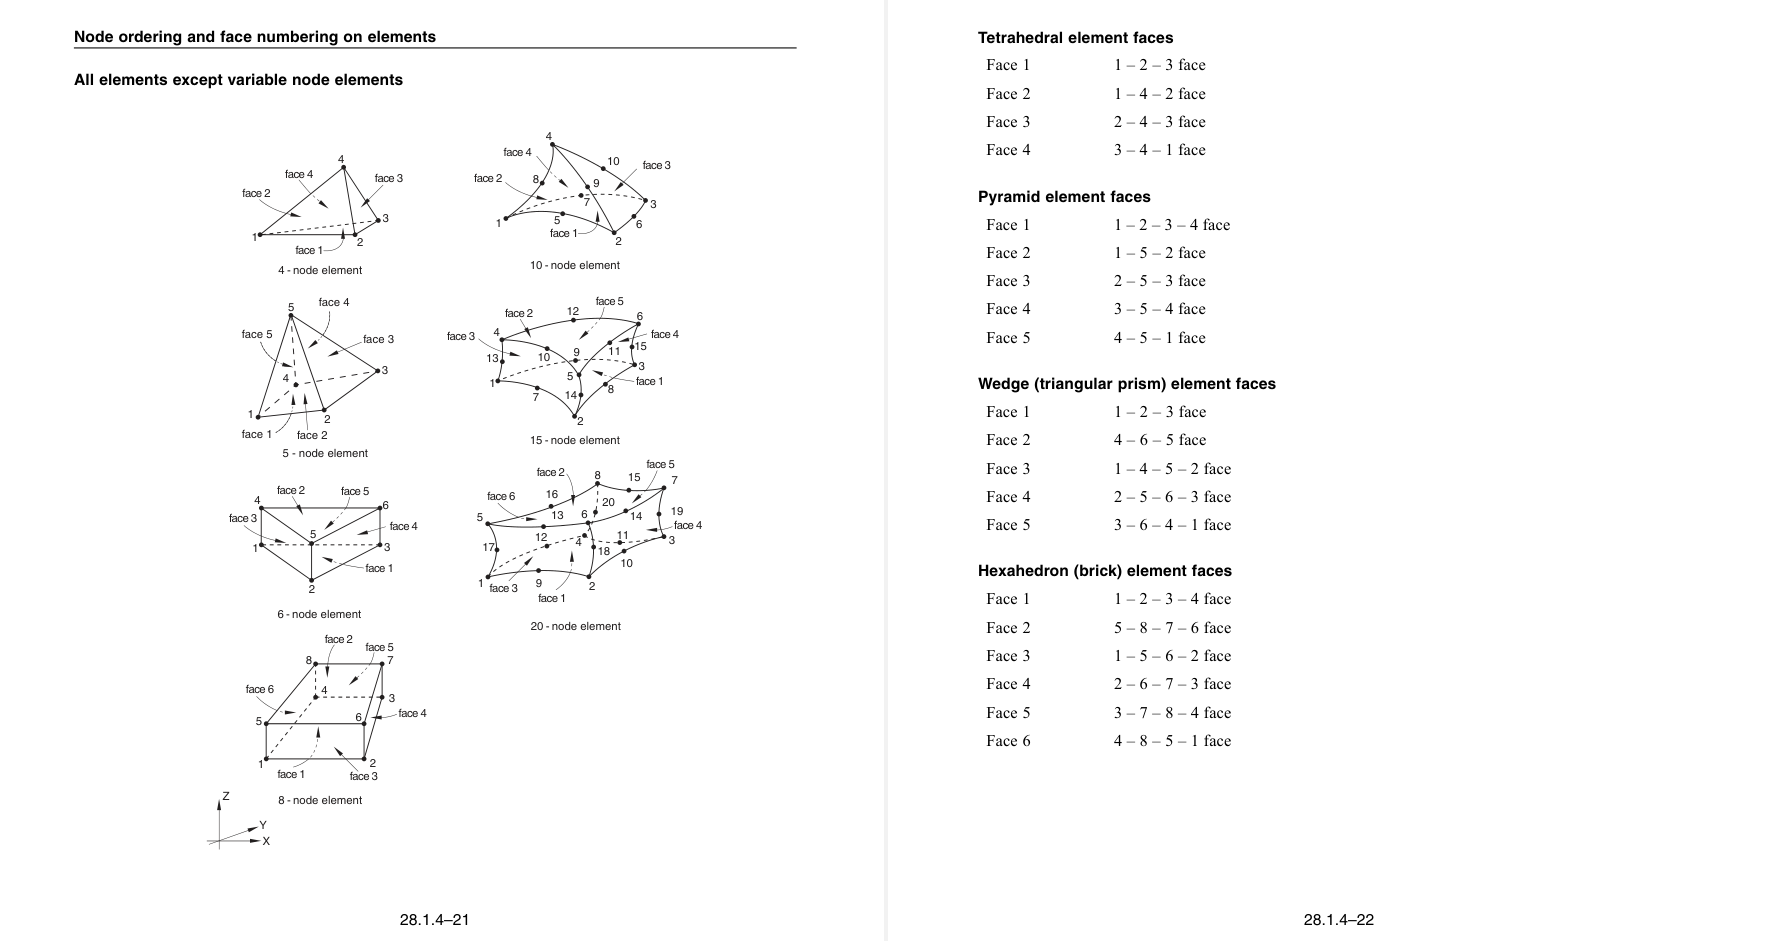 Node ordering and face numbering on elements
All elements except variable node elements
4
face 4
face 3
face 2
3
1
2
face 1
4 - node element
4
face 4
10
face 3
face 2
8
9
7
3
1
5
6
face 1
2
10 - node element
5
face 4
face 5
face 3
4
3
1
2
face 1
face 2
5 - node element
face 5
face 2
12
6
4
face 3
face 4
9
11
15
13
10
3
5
1
face 1
7
14
8
2
15 - node element
face 2
face 5
4
6
face 3
face 4
5
1
3
face 1
2
6 - node element
face 5
face 2
8
15
7
face 6
16
20
19
5
13
6
14
face 4
12
4
11
3
17
18
10
1
face 3
9
2
face 1
20 - node element
face 2
face 5
8
7
face 6
4
3
5
6
face 4
1
2
face 1
face 3
8 - node element
Z
Y
X
28.1.4–21
Tetrahedral element faces
Face 1 1 – 2 – 3 face
Face 2 1 – 4 – 2 face
Face 3 2 – 4 – 3 face
Face 4 3 – 4 – 1 face
Pyramid element faces
Face 1 1 – 2 – 3 – 4 face
Face 2 1 – 5 – 2 face
Face 3 2 – 5 – 3 face
Face 4 3 – 5 – 4 face
Face 5 4 – 5 – 1 face
Wedge (triangular prism) element faces
Face 1 1 – 2 – 3 face
Face 2 4 – 6 – 5 face
Face 3 1 – 4 – 5 – 2 face
Face 4 2 – 5 – 6 – 3 face
Face 5 3 – 6 – 4 – 1 face
Hexahedron (brick) element faces
Face 1 1 – 2 – 3 – 4 face
Face 2 5 – 8 – 7 – 6 face
Face 3 1 – 5 – 6 – 2 face
Face 4 2 – 6 – 7 – 3 face
Face 5 3 – 7 – 8 – 4 face
Face 6 4 – 8 – 5 – 1 face
28.1.4–22